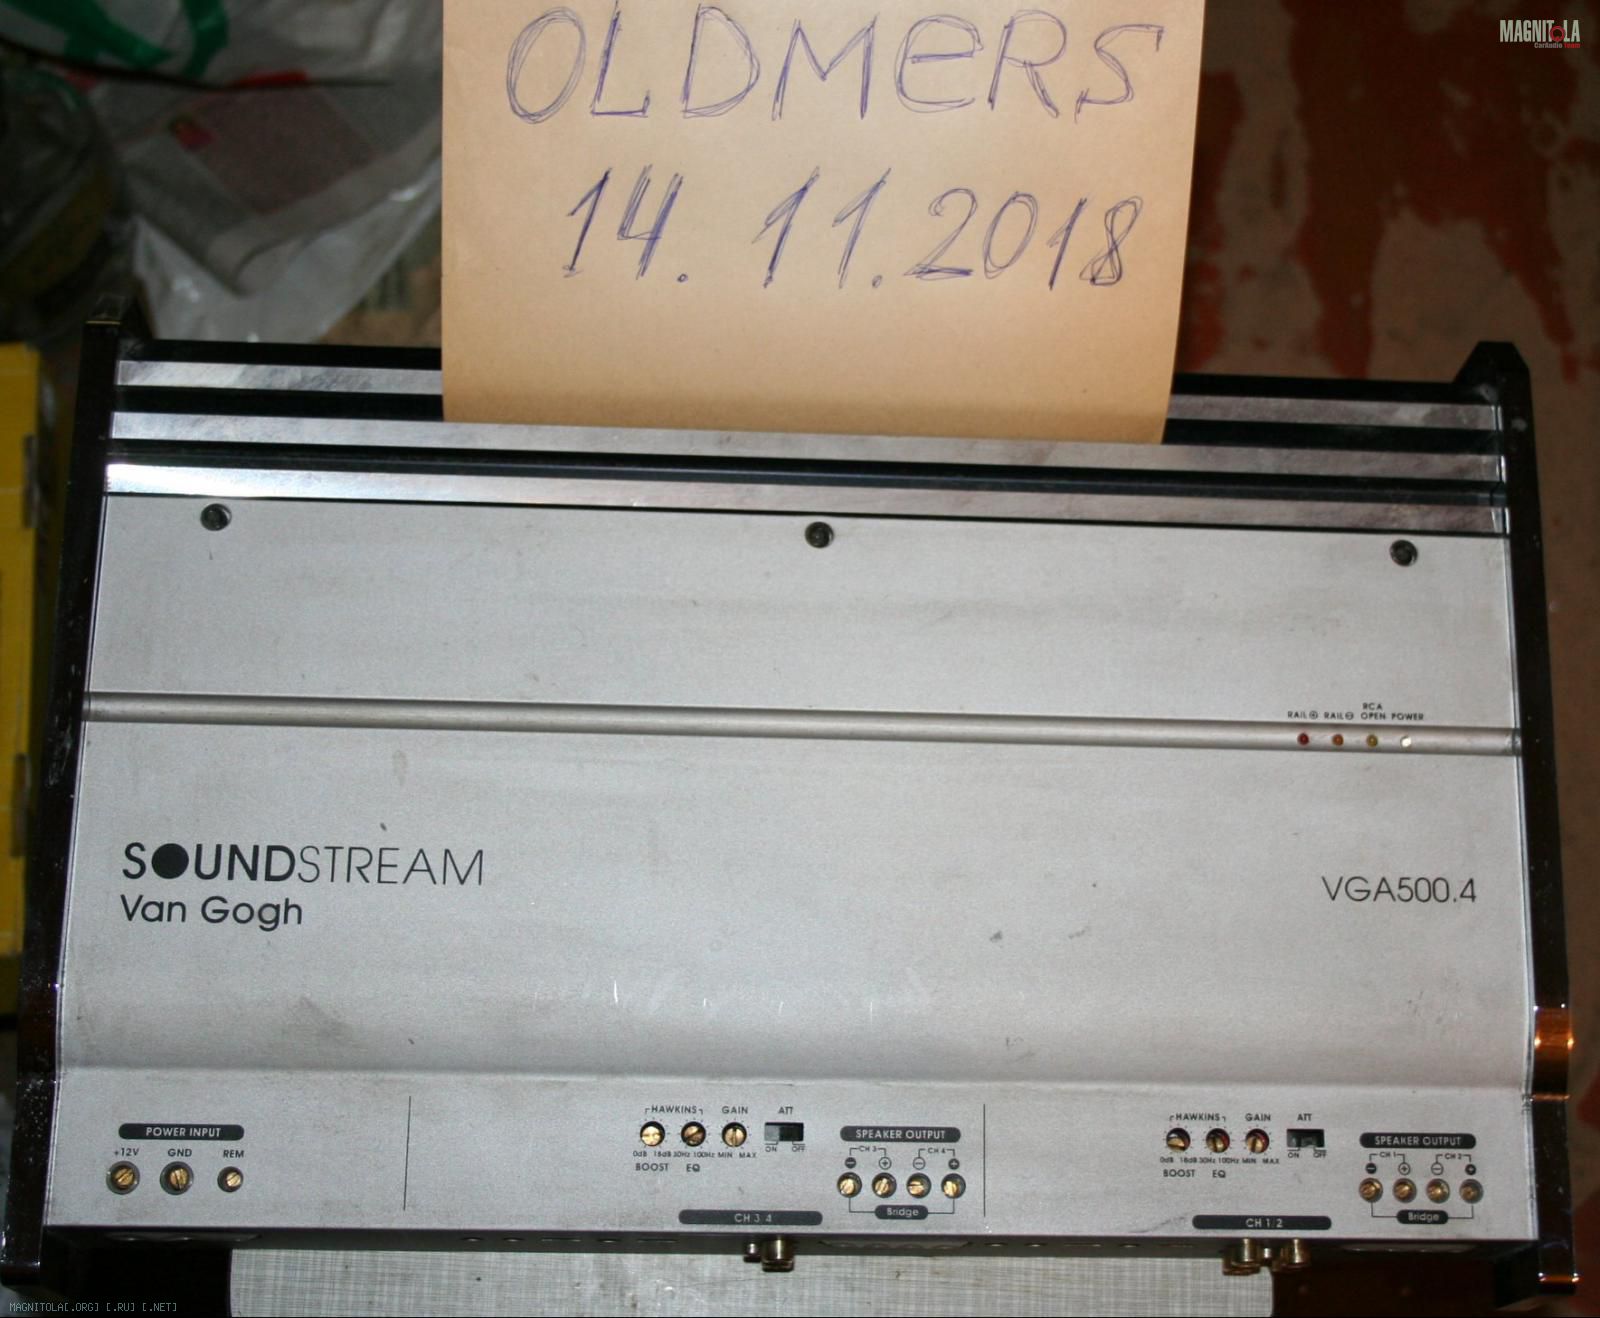 MAGNITOLA
CarAudio Team
OLDMERS
14.11.2018
RCA
RAIL⊕ RAIL⊖ OPEN POWER
SOUNDSTREAM
Van Gogh
VGA500.4
POWER INPUT
+12V GND REM
HAWKINS GAIN ATT
0dB 18dB 30Hz 100Hz MIN MAX ON OFF
BOOST EQ
SPEAKER OUTPUT
CH 3 CH 4
⊖ ⊕ ⊖ ⊕
Bridge
CH 3 4
HAWKINS GAIN ATT
0dB 18dB 30Hz 100Hz MIN MAX ON OFF
BOOST EQ
SPEAKER OUTPUT
CH 1 CH 2
⊖ ⊕ ⊖ ⊕
Bridge
CH 1/2
MAGNITOLA[.ORG] [.RU] [.NET]